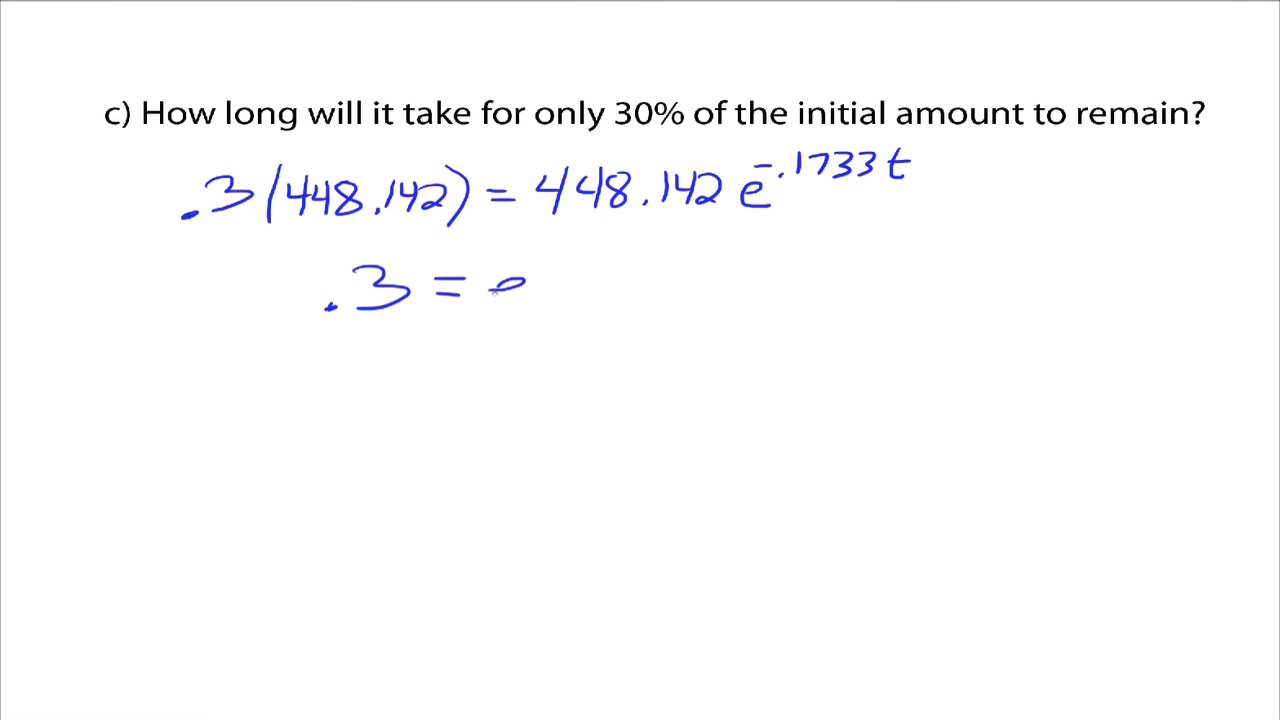 c) How long will it take for only 30% of the initial amount to remain?
.3(448.142) = 448.142 e^-.1733t
.3 =